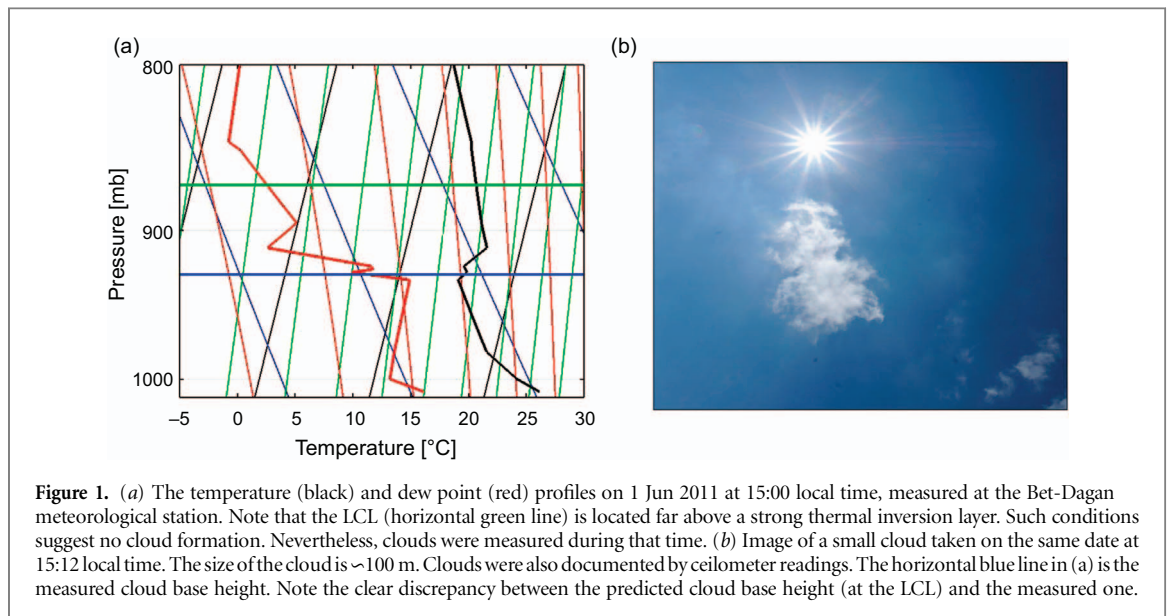 (a)
(b)
800
900
1000
Pressure [mb]
–5 0 5 10 15 20 25 30
Temperature [°C]
Figure 1. (a) The temperature (black) and dew point (red) profiles on 1 Jun 2011 at 15:00 local time, measured at the Bet-Dagan
meteorological station. Note that the LCL (horizontal green line) is located far above a strong thermal inversion layer. Such conditions
suggest no cloud formation. Nevertheless, clouds were measured during that time. (b) Image of a small cloud taken on the same date at
15:12 local time. The size of the cloud is ∽100 m. Clouds were also documented by ceilometer readings. The horizontal blue line in (a) is the
measured cloud base height. Note the clear discrepancy between the predicted cloud base height (at the LCL) and the measured one.